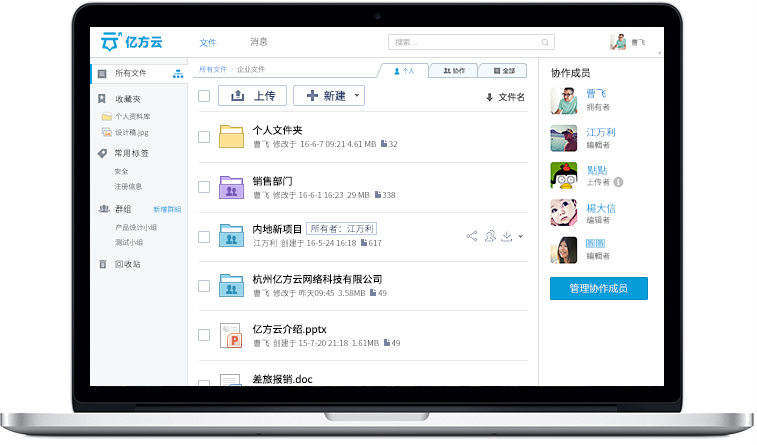 亿方云
文件
消息
搜索...
曹飞
所有文件
收藏夹
个人资料库
设计稿.jpg
常用标签
安全
注册信息
群组
新增群组
产品设计小组
测试小组
回收站
所有文件 > 企业文件
个人
协作
全部
上传
新建
文件名
个人文件夹
曹飞 修改于 16-6-7 09:21 4.61 MB 32
销售部门
曹飞 修改于 16-6-1 16:23 29 MB 338
内地新项目 所有者：江万利
江万利 创建于 16-5-24 16:18 617
杭州亿方云网络科技有限公司
曹飞 修改于 昨天09:45 3.58MB 49
亿方云介绍.pptx
P
曹飞 创建于 15-7-20 21:18 1.61MB 49
差旅报销.doc
协作成员
曹飞
拥有者
江万利
编辑者
點點
上传者
楊大信
编辑者
圖圖
编辑者
管理协作成员